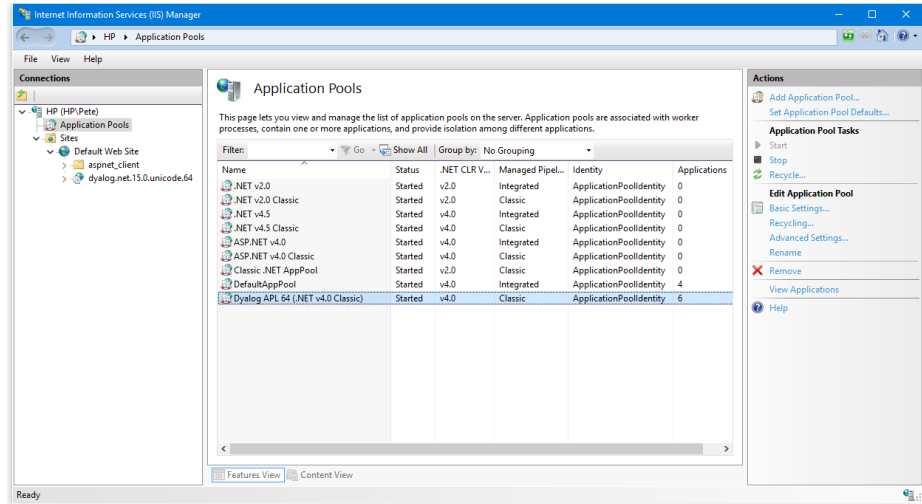 Internet Information Services (IIS) Manager
HP
Application Pools
File View Help
Connections
HP (HP\Pete)
Application Pools
Sites
Default Web Site
aspnet_client
dyalog.net.15.0.unicode.64
Application Pools
This page lets you view and manage the list of application pools on the server. Application pools are associated with worker
processes, contain one or more applications, and provide isolation among different applications.
Filter: Go Show All Group by: No Grouping
Name Status .NET CLR V... Managed Pipel... Identity Applications
.NET v2.0 Started v2.0 Integrated ApplicationPoolIdentity 0
.NET v2.0 Classic Started v2.0 Classic ApplicationPoolIdentity 0
.NET v4.5 Started v4.0 Integrated ApplicationPoolIdentity 0
.NET v4.5 Classic Started v4.0 Classic ApplicationPoolIdentity 0
ASP.NET v4.0 Started v4.0 Integrated ApplicationPoolIdentity 0
ASP.NET v4.0 Classic Started v4.0 Classic ApplicationPoolIdentity 0
Classic .NET AppPool Started v2.0 Classic ApplicationPoolIdentity 0
DefaultAppPool Started v4.0 Integrated ApplicationPoolIdentity 4
Dyalog APL 64 (.NET v4.0 Classic) Started v4.0 Classic ApplicationPoolIdentity 6
Features View Content View
Actions
Add Application Pool...
Set Application Pool Defaults...
Application Pool Tasks
Start
Stop
Recycle...
Edit Application Pool
Basic Settings...
Recycling...
Advanced Settings...
Rename
Remove
View Applications
Help
Ready